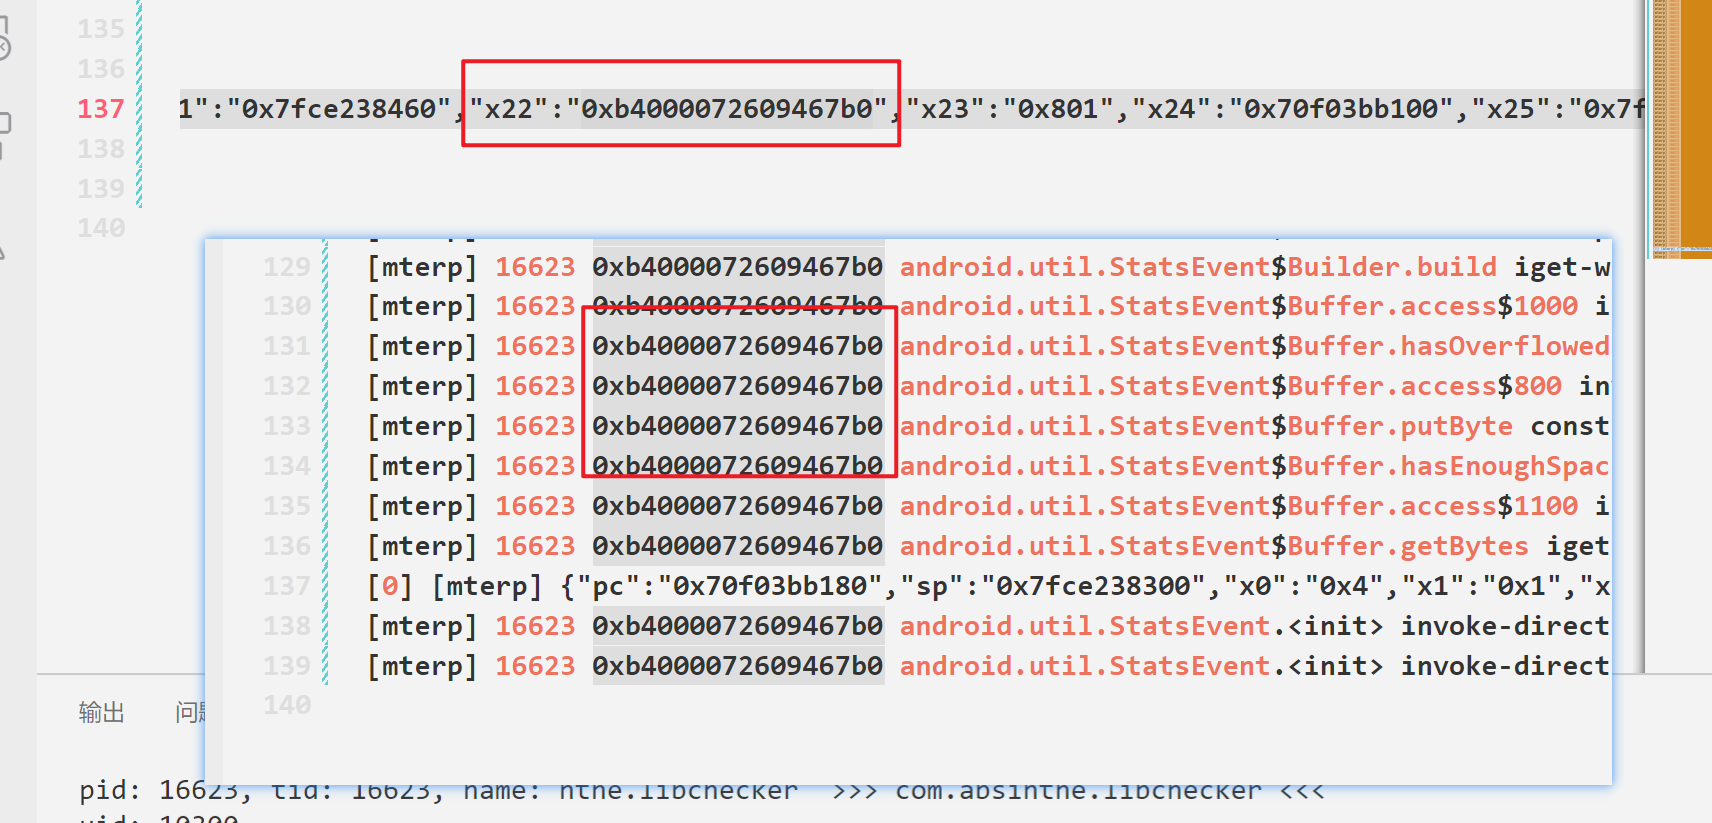 135
136
137 1":"0x7fce238460","x22":"0xb4000072609467b0","x23":"0x801","x24":"0x70f03bb100","x25":"0x7f
138
139
140
129 [mterp] 16623 0xb4000072609467b0 android.util.StatsEvent$Builder.build iget-w
130 [mterp] 16623 0xb4000072609467b0 android.util.StatsEvent$Buffer.access$1000 i
131 [mterp] 16623 0xb4000072609467b0 android.util.StatsEvent$Buffer.hasOverflowed
132 [mterp] 16623 0xb4000072609467b0 android.util.StatsEvent$Buffer.access$800 in
133 [mterp] 16623 0xb4000072609467b0 android.util.StatsEvent$Buffer.putByte const
134 [mterp] 16623 0xb4000072609467b0 android.util.StatsEvent$Buffer.hasEnoughSpac
135 [mterp] 16623 0xb4000072609467b0 android.util.StatsEvent$Buffer.access$1100 i
136 [mterp] 16623 0xb4000072609467b0 android.util.StatsEvent$Buffer.getBytes iget
137 [0] [mterp] {"pc":"0x70f03bb180","sp":"0x7fce238300","x0":"0x4","x1":"0x1","x
138 [mterp] 16623 0xb4000072609467b0 android.util.StatsEvent.<init> invoke-direct
139 [mterp] 16623 0xb4000072609467b0 android.util.StatsEvent.<init> invoke-direct
140
输出 问题
pid: 16623, tid: 16623, name: nthe.libchecker >>> com.absinthe.libchecker <<<
uid: 10300